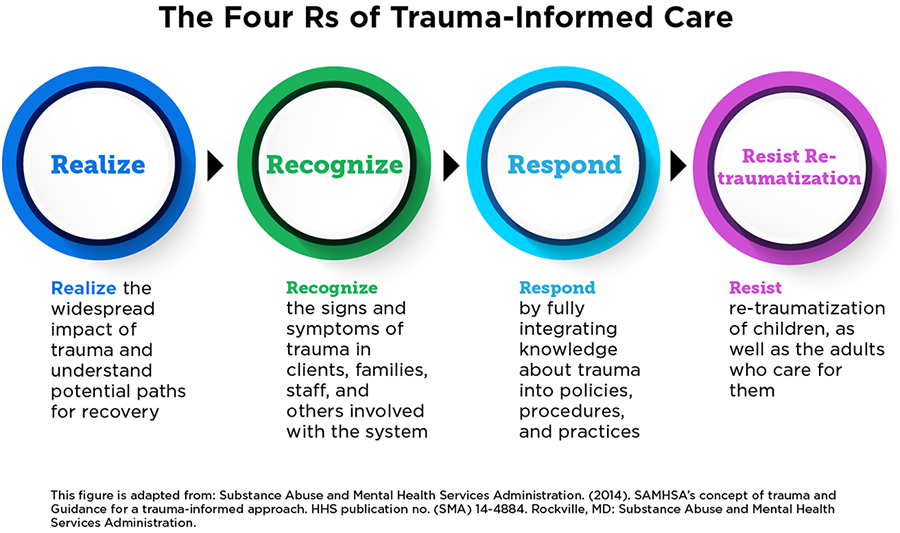 The Four Rs of Trauma-Informed Care
Realize
Recognize
Respond
Resist Re-
traumatization
Realize the
widespread
impact of
trauma and
understand
potential paths
for recovery
Recognize
the signs and
symptoms of
trauma in
clients, families,
staff, and
others involved
with the system
Respond
by fully
integrating
knowledge
about trauma
into policies,
procedures,
and practices
Resist
re-traumatization
of children, as
well as the adults
who care for
them
This figure is adapted from: Substance Abuse and Mental Health Services Administration. (2014). SAMHSA's concept of trauma and
Guidance for a trauma-informed approach. HHS publication no. (SMA) 14-4884. Rockville, MD: Substance Abuse and Mental Health
Services Administration.